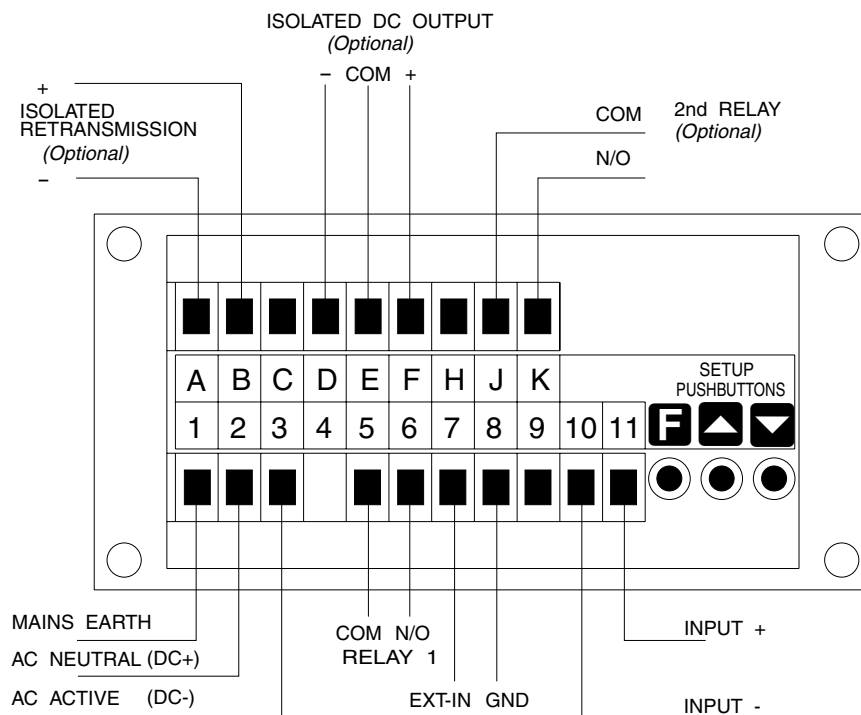 ISOLATED DC OUTPUT
(Optional)
– COM +
+
ISOLATED
RETRANSMISSION
(Optional)
–
COM
2nd RELAY
(Optional)
N/O
A B C D E F H J K
SETUP
PUSHBUTTONS
1 2 3 4 5 6 7 8 9 10 11 F
MAINS EARTH
AC NEUTRAL (DC+)
AC ACTIVE (DC-)
COM N/O
RELAY 1
EXT-IN GND
INPUT +
INPUT -